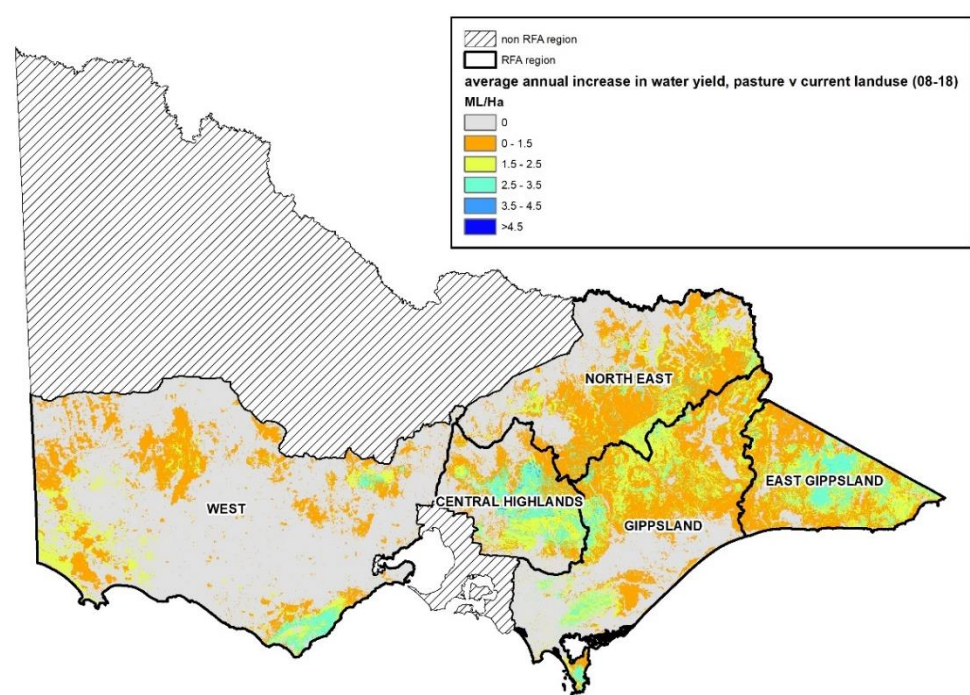 non RFA region
RFA region
average annual increase in water yield, pasture v current landuse (08-18)
ML/Ha
0
0 - 1.5
1.5 - 2.5
2.5 - 3.5
3.5 - 4.5
>4.5
NORTH EAST
WEST
CENTRAL HIGHLANDS
EAST GIPPSLAND
GIPPSLAND